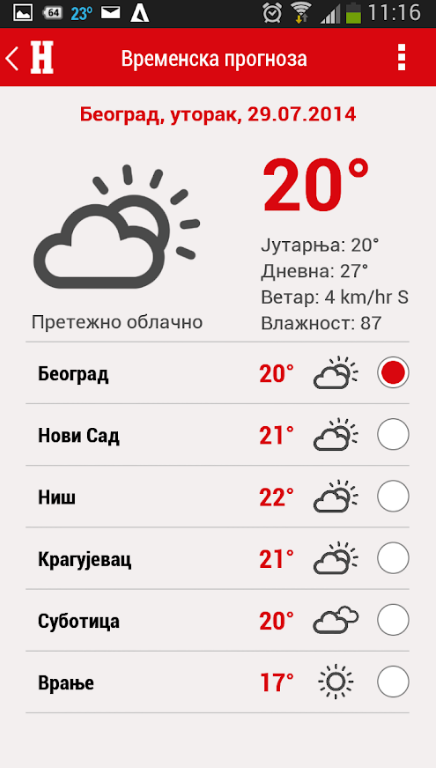 64 23° 11:16
H Временска прогноза
Београд, уторак, 29.07.2014
20°
Јутарња: 20°
Дневна: 27°
Ветар: 4 km/hr S
Влажност: 87
Претежно облачно
Београд 20°
Нови Сад 21°
Ниш 22°
Крагујевац 21°
Суботица 20°
Врање 17°